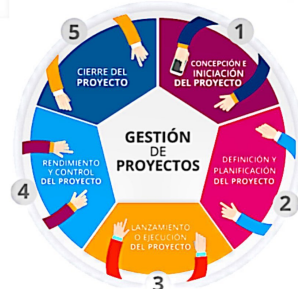 5
1
CIERRE DEL
PROYECTO
CONCEPCIÓN E
INICIACIÓN
DEL PROYECTO
GESTIÓN
DE
PROYECTOS
RENDIMIENTO
Y CONTROL
DEL PROYECTO
DEFINICIÓN Y
PLANIFICACIÓN
DEL PROYECTO
4
2
LANZAMIENTO
O EJECUCIÓN
DEL PROYECTO
3